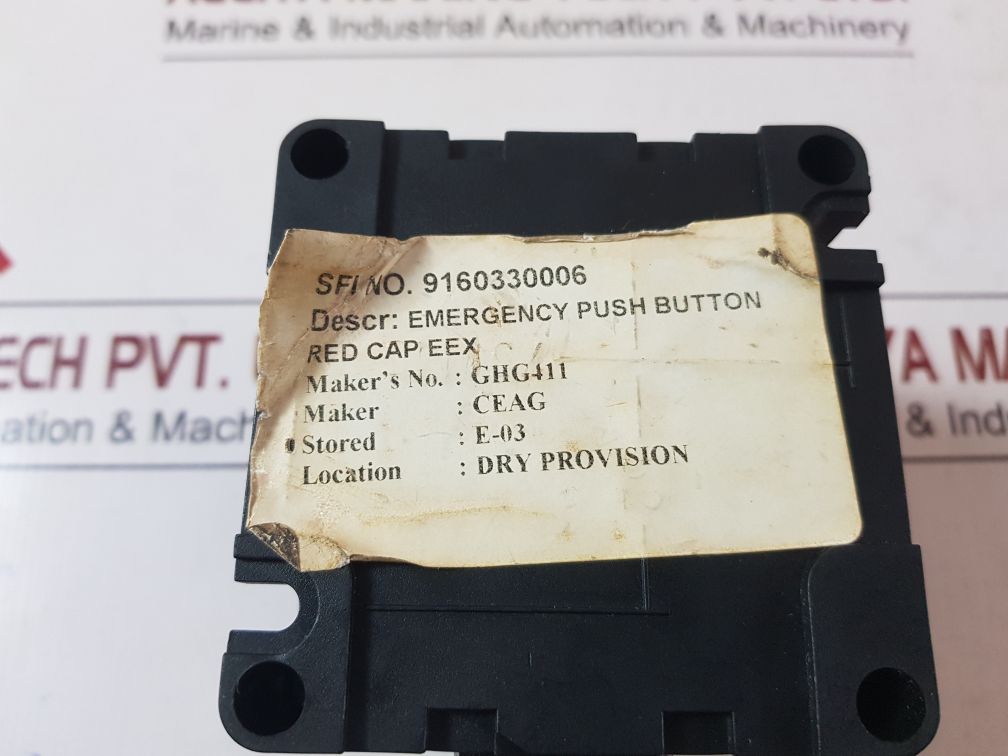 Marine & Industrial Automation & Machinery
SFI NO. 9160330006
Descr: EMERGENCY PUSH BUTTON
RED CAP EEX
Maker's No. : GHG411
Maker : CEAG
Stored : E-03
Location : DRY PROVISION
ECH PVT.
YA MA
ation & Mach
& Ind